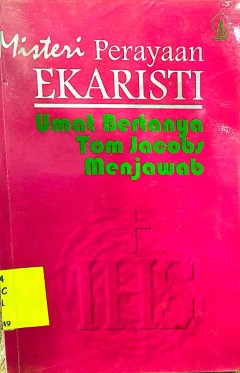 Misteri Perayaan
EKARISTI
Umat Bertanya
Tom Jacobs
Menjawab
IHS